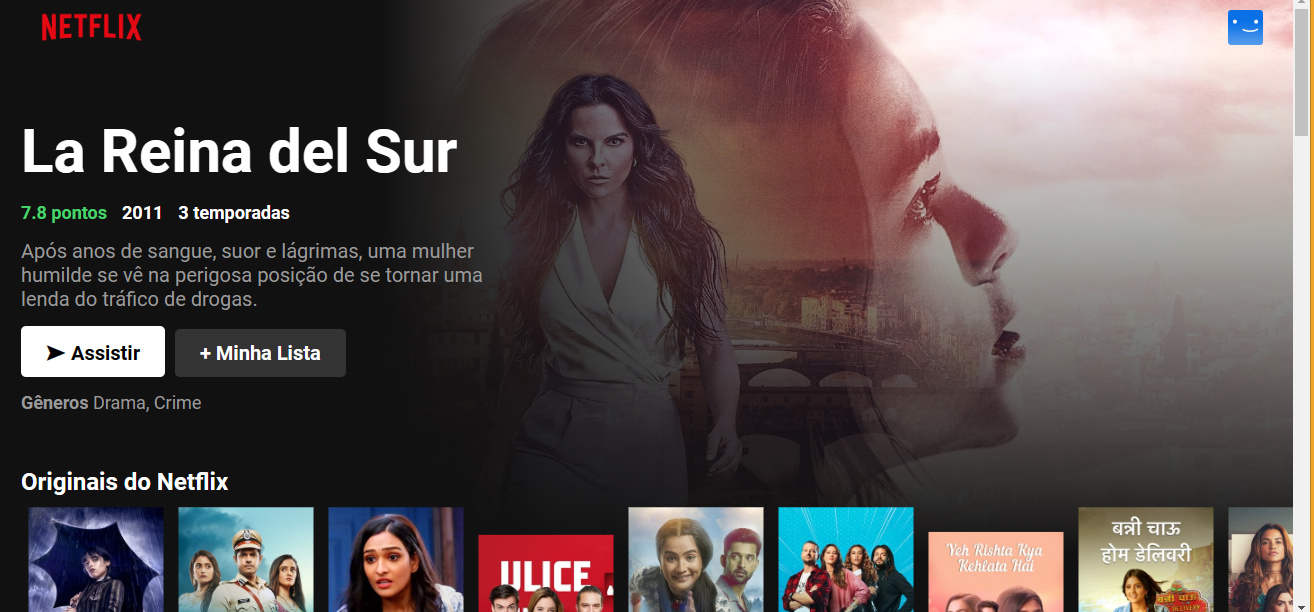 NETFLIX
La Reina del Sur
7.8 pontos 2011 3 temporadas
Após anos de sangue, suor e lágrimas, uma mulher
humilde se vê na perigosa posição de se tornar uma
lenda do tráfico de drogas.
➤ Assistir + Minha Lista
Gêneros Drama, Crime
Originais do Netflix
ULICE
Yeh Rishta Kya
Kehlata Hai
बन्नी चाऊ
होम डेलिवरी